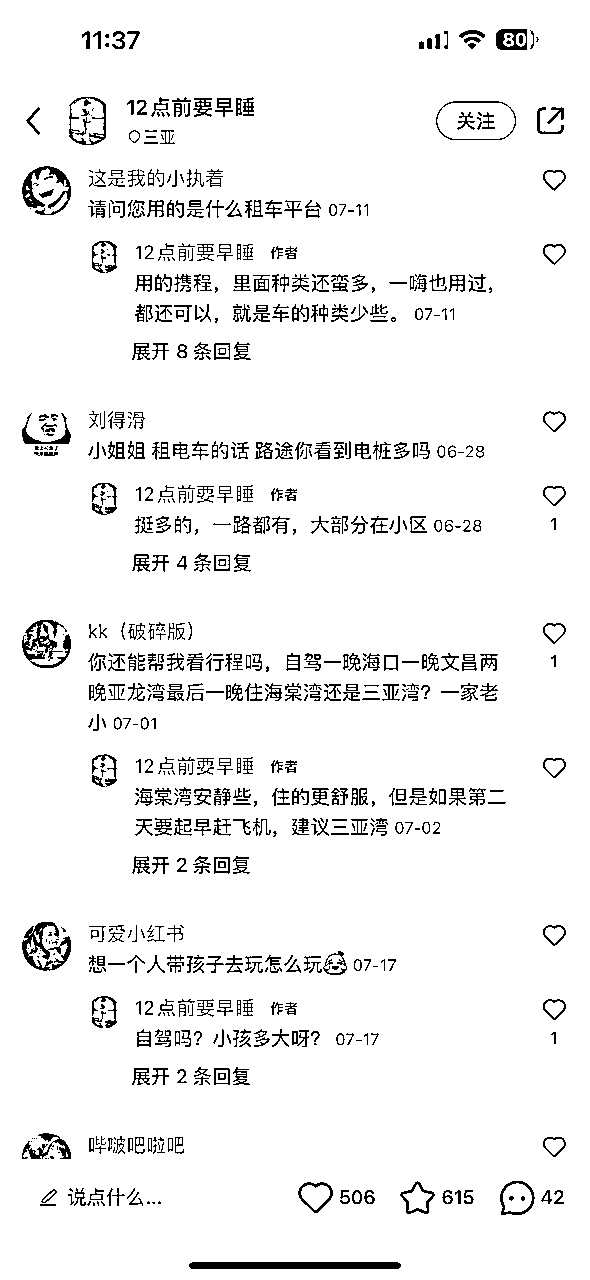 11:37
80
12点前要早睡
三亚
关注
这是我的小执着
请问您用的是什么租车平台 07-11
12点前要早睡 作者
用的携程，里面种类还蛮多，一嗨也用过，
都还可以，就是车的种类少些。 07-11
展开 8 条回复
刘得滑
小姐姐 租电车的话 路途你看到电桩多吗 06-28
12点前要早睡 作者
挺多的，一路都有，大部分在小区 06-28
1
展开 4 条回复
kk（破碎版）
你还能帮我看行程吗，自驾一晚海口一晚文昌两
1
晚亚龙湾最后一晚住海棠湾还是三亚湾？一家老
小 07-01
12点前要早睡 作者
海棠湾安静些，住的更舒服，但是如果第二
天要起早赶飞机，建议三亚湾 07-02
展开 2 条回复
可爱小红书
想一个人带孩子去玩怎么玩 07-17
12点前要早睡 作者
自驾吗？小孩多大呀？ 07-17
1
展开 2 条回复
哔啵吧啦吧
说点什么... 506 615 42